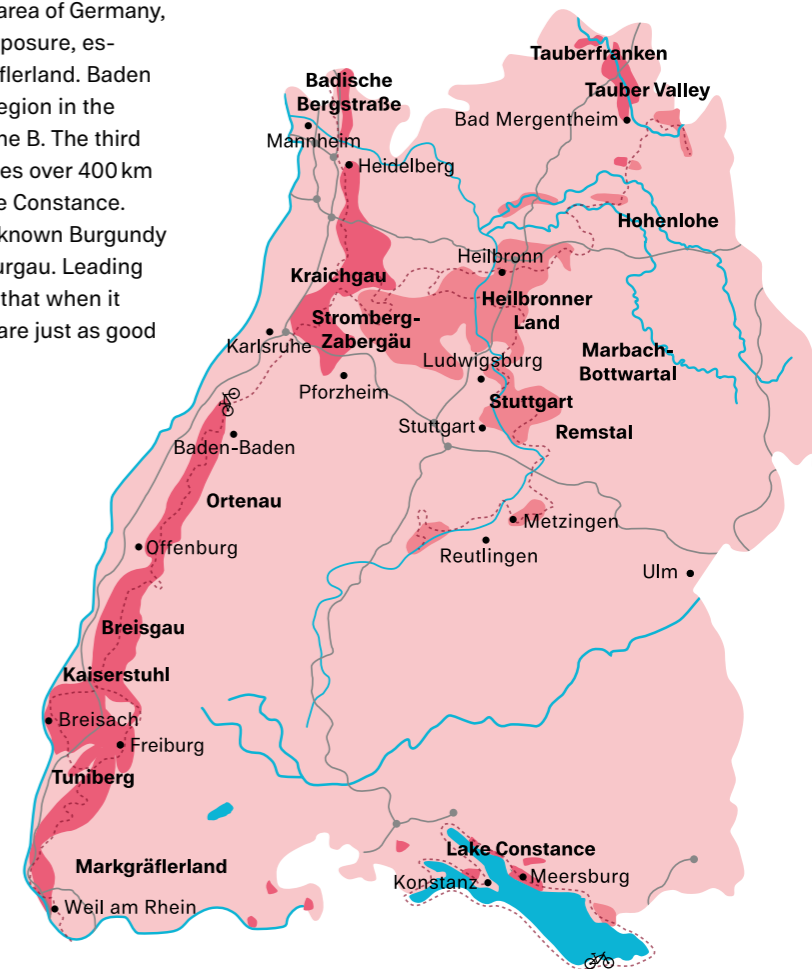 area of Germany,
posure, es-
flerland. Baden
egion in the
ne B. The third
es over 400 km
e Constance.
known Burgundy
urgau. Leading
that when it
are just as good
Tauberfranken
Tauber Valley
Bad Mergentheim
Badische
Bergstraße
Mannheim
Heidelberg
Hohenlohe
Heilbronn
Kraichgau
Heilbronner
Land
Stromberg-
Zabergäu
Karlsruhe
Marbach-
Bottwartal
Ludwigsburg
Pforzheim
Stuttgart
Stuttgart
Remstal
Baden-Baden
Ortenau
Metzingen
Offenburg
Reutlingen
Ulm
Breisgau
Kaiserstuhl
Breisach
Freiburg
Tuniberg
Lake Constance
Markgräflerland
Konstanz
Meersburg
Weil am Rhein